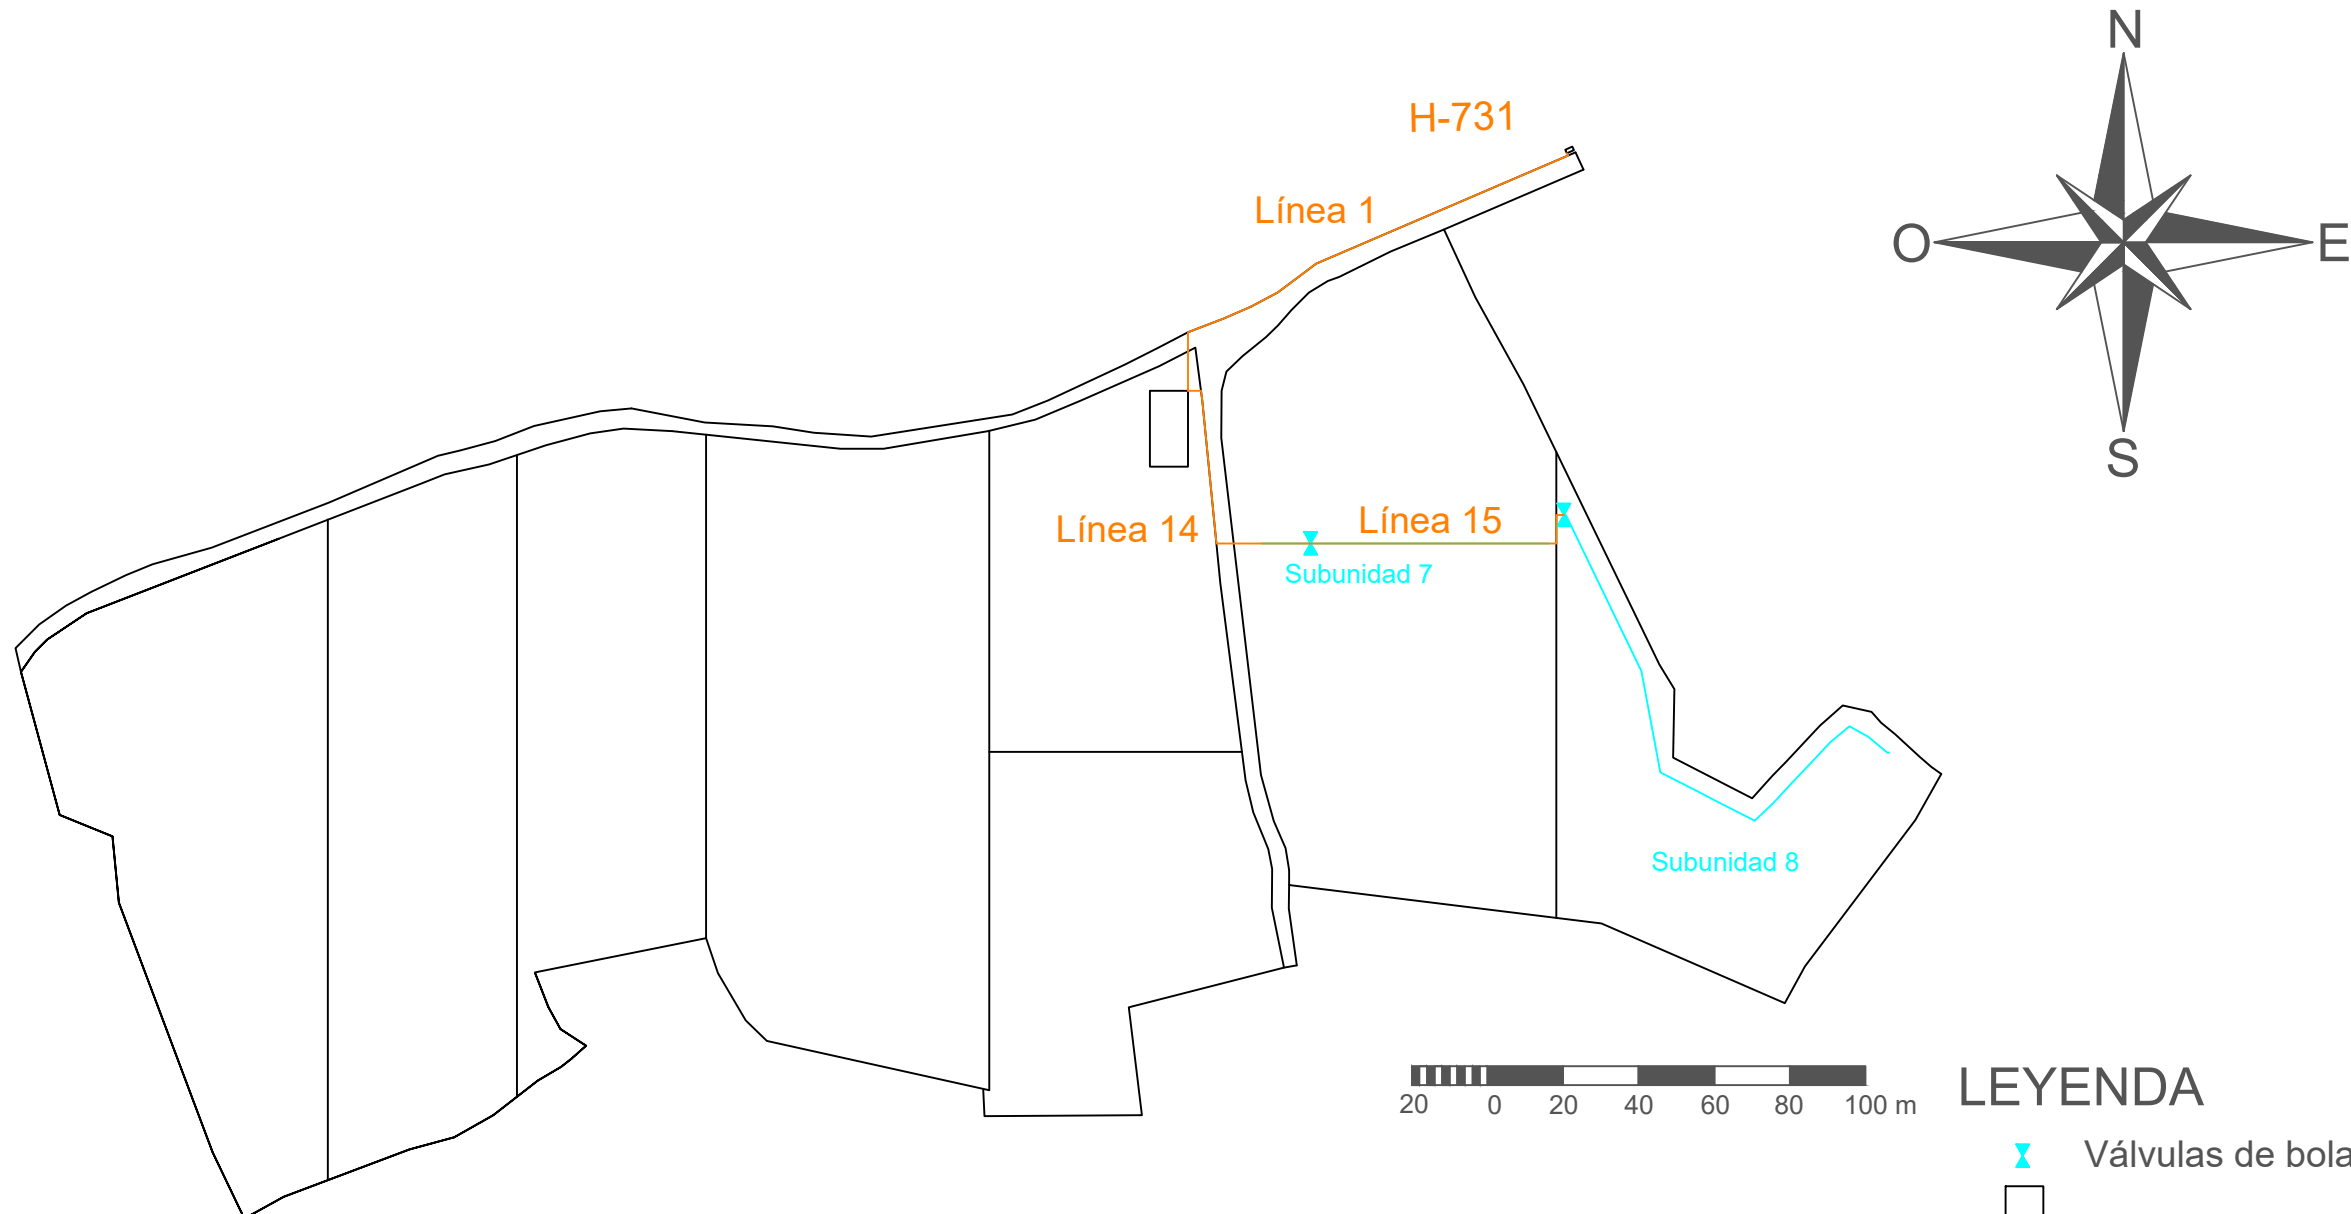 N
H-731
Línea 1
O
E
S
Línea 14
Línea 15
Subunidad 7
Subunidad 8
20 0 20 40 60 80 100 m
LEYENDA
Válvulas de bola